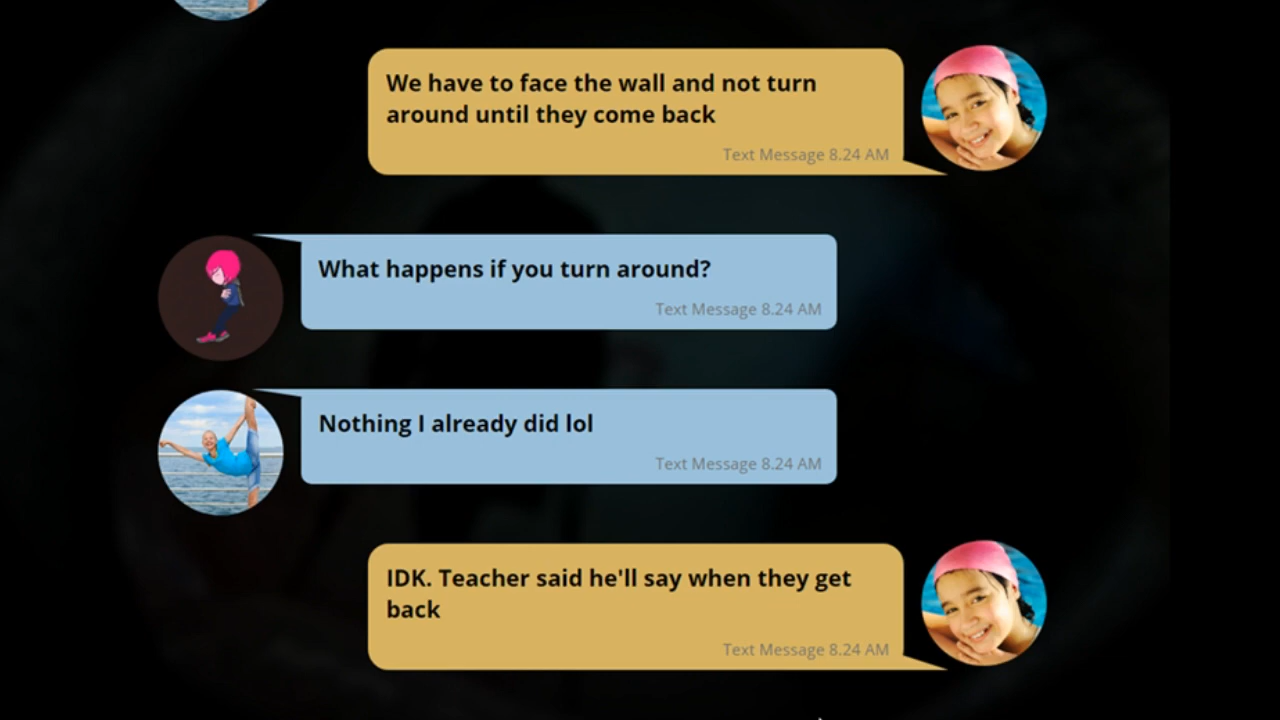 We have to face the wall and not turn
around until they come back
Text Message 8.24 AM
What happens if you turn around?
Text Message 8.24 AM
Nothing I already did lol
Text Message 8.24 AM
IDK. Teacher said he'll say when they get
back
Text Message 8.24 AM